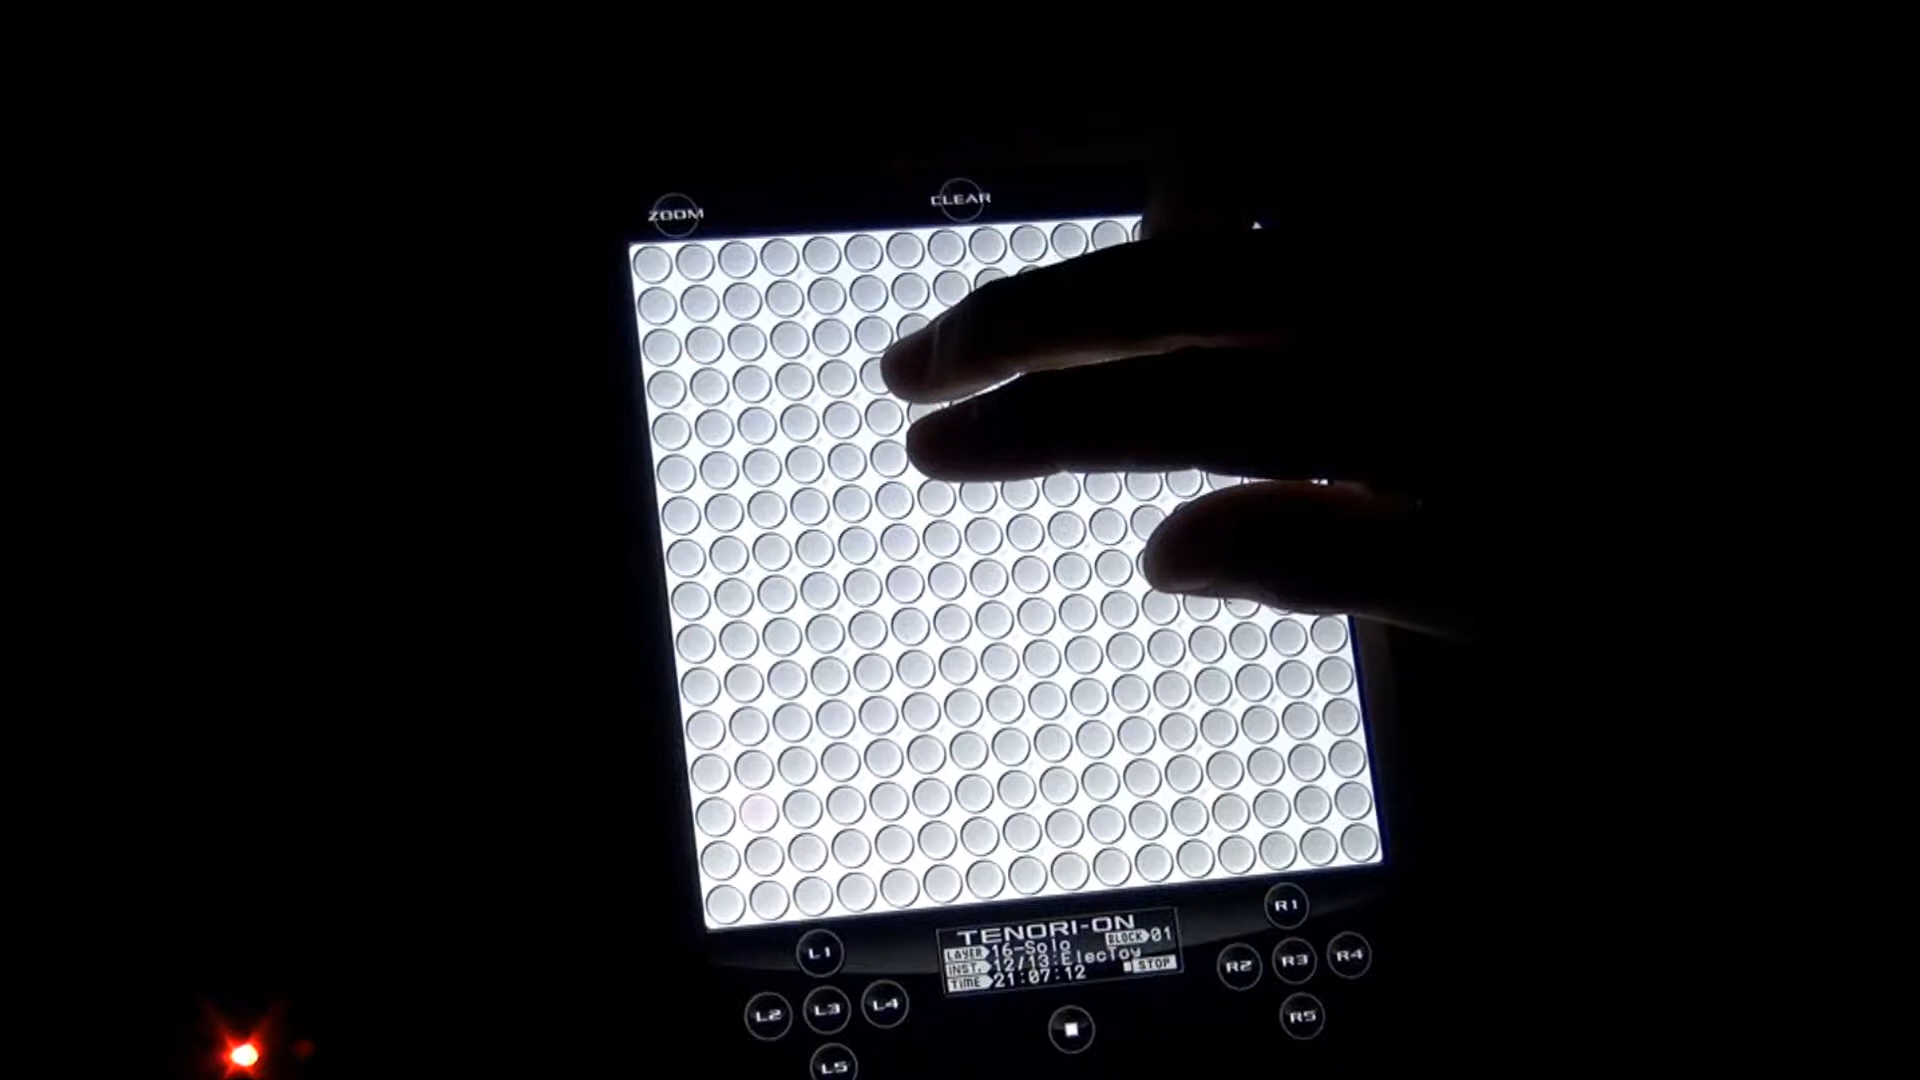 ZOOM
CLEAR
TENORI-ON
LAYER 16-Solo BLOCK 01
INST. 12/13:ElecToy
TIME 21:07:12 STOP
L1
L2 L3 L4
L5
R1
R2 R3 R4
R5